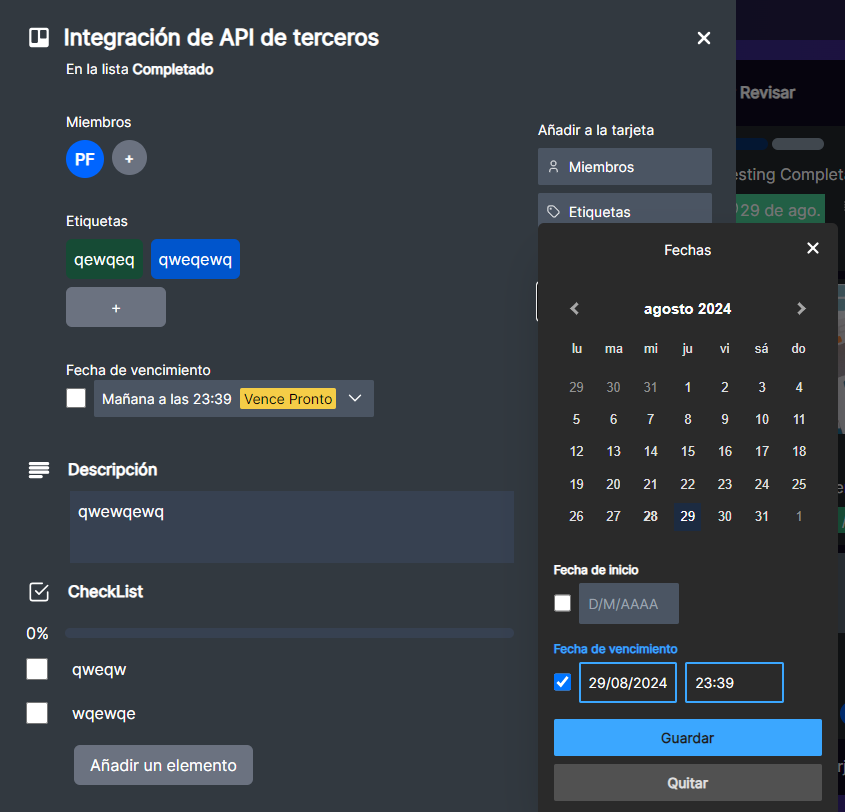 Integración de API de terceros
En la lista Completado
Miembros
PF
+
Etiquetas
qewqeq qweqewq
+
Fecha de vencimiento
Mañana a las 23:39 Vence Pronto
Descripción
qwewqewq
CheckList
0%
qweqw
wqewqe
Añadir un elemento
Añadir a la tarjeta
Miembros
Etiquetas
Fechas
agosto 2024
lu ma mi ju vi sá do
29 30 31 1 2 3 4
5 6 7 8 9 10 11
12 13 14 15 16 17 18
19 20 21 22 23 24 25
26 27 28 29 30 31 1
Fecha de inicio
D/M/AAAA
Fecha de vencimiento
29/08/2024 23:39
Guardar
Quitar
Revisar
29 de ago.